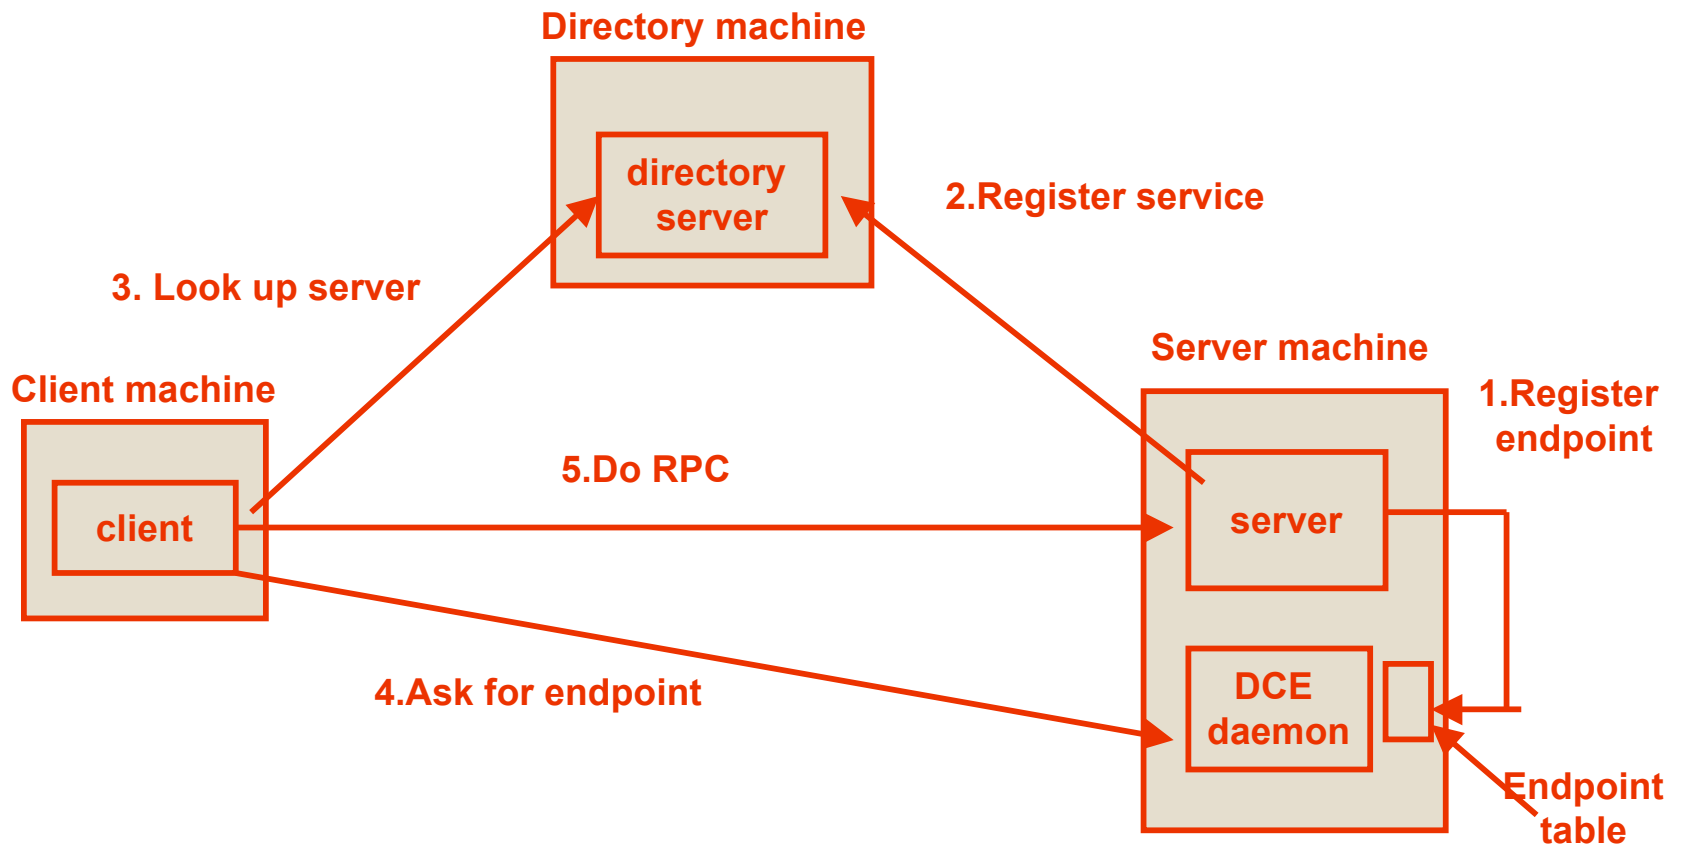 Directory machine
directory
server
2.Register service
3. Look up server
Server machine
Client machine
1.Register
endpoint
5.Do RPC
client
server
4.Ask for endpoint
DCE
daemon
Endpoint
table